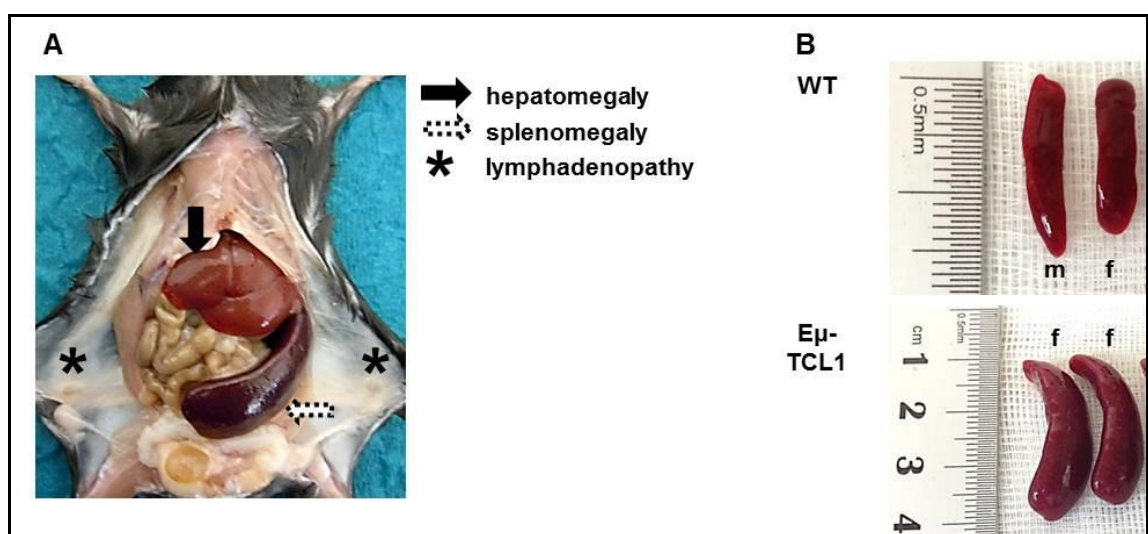 A
hepatomegaly
splenomegaly
* lymphadenopathy
*
*
B
WT
0.5mm
m f
Eμ-
TCL1
0.5mm
cm
f f
1
2
3
4